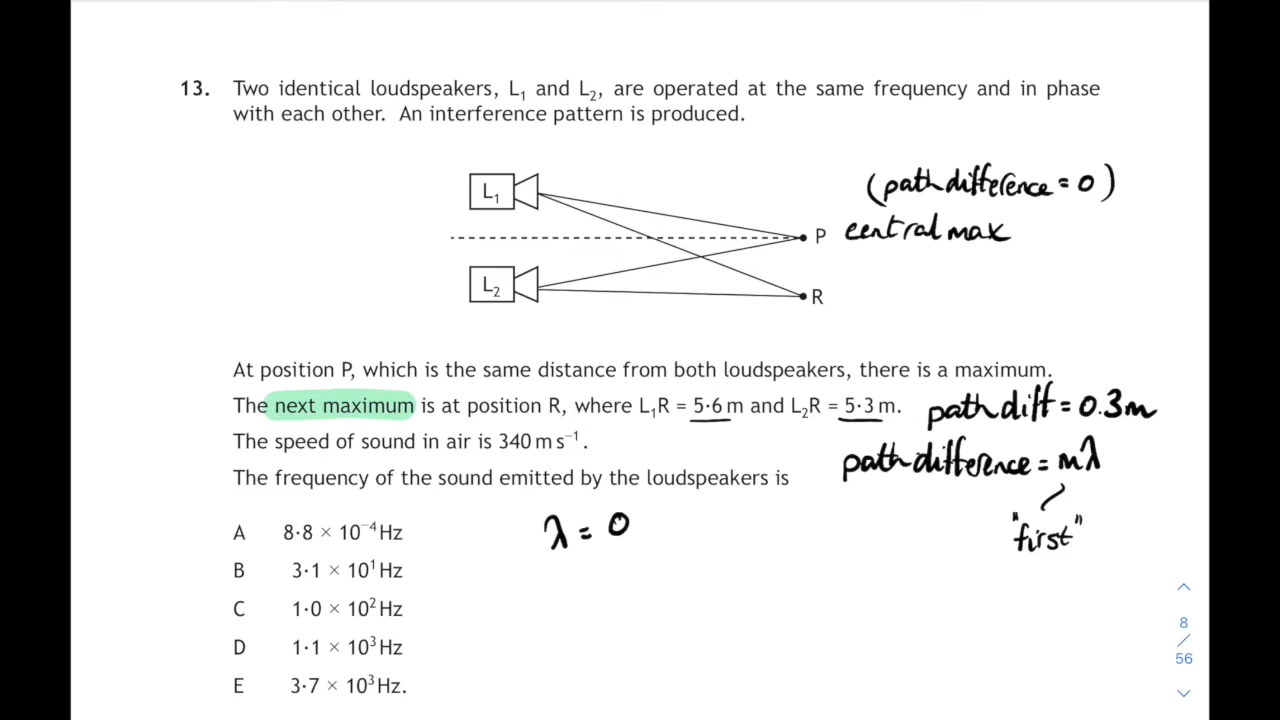 13. Two identical loudspeakers, L₁ and L₂, are operated at the same frequency and in phase
with each other. An interference pattern is produced.
L₁
(path difference = 0)
P central max
L₂
R
At position P, which is the same distance from both loudspeakers, there is a maximum.
The next maximum is at position R, where L₁R = 5·6 m and L₂R = 5·3 m. path diff = 0.3m
The speed of sound in air is 340 m s⁻¹.
path difference = mλ
The frequency of the sound emitted by the loudspeakers is
"first"
A 8·8 × 10⁻⁴ Hz
λ = 0
B 3·1 × 10¹ Hz
C 1·0 × 10² Hz
D 1·1 × 10³ Hz
E 3·7 × 10³ Hz.
8
/
56